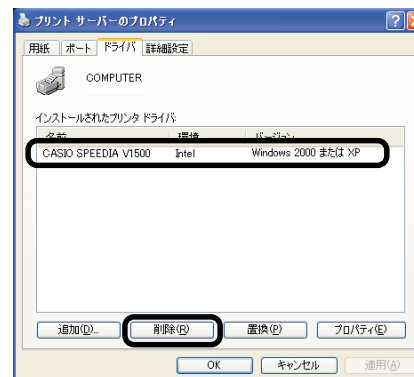 プリント サーバーのプロパティ
用紙 ポート ドライバ 詳細設定
COMPUTER
インストールされたプリンタ ドライバ:
名前 環境 バージョン
CASIO SPEEDIA V1500 Intel Windows 2000 または XP
追加(D)... 削除(R) 置換(P) プロパティ(E)
OK キャンセル 適用(A)